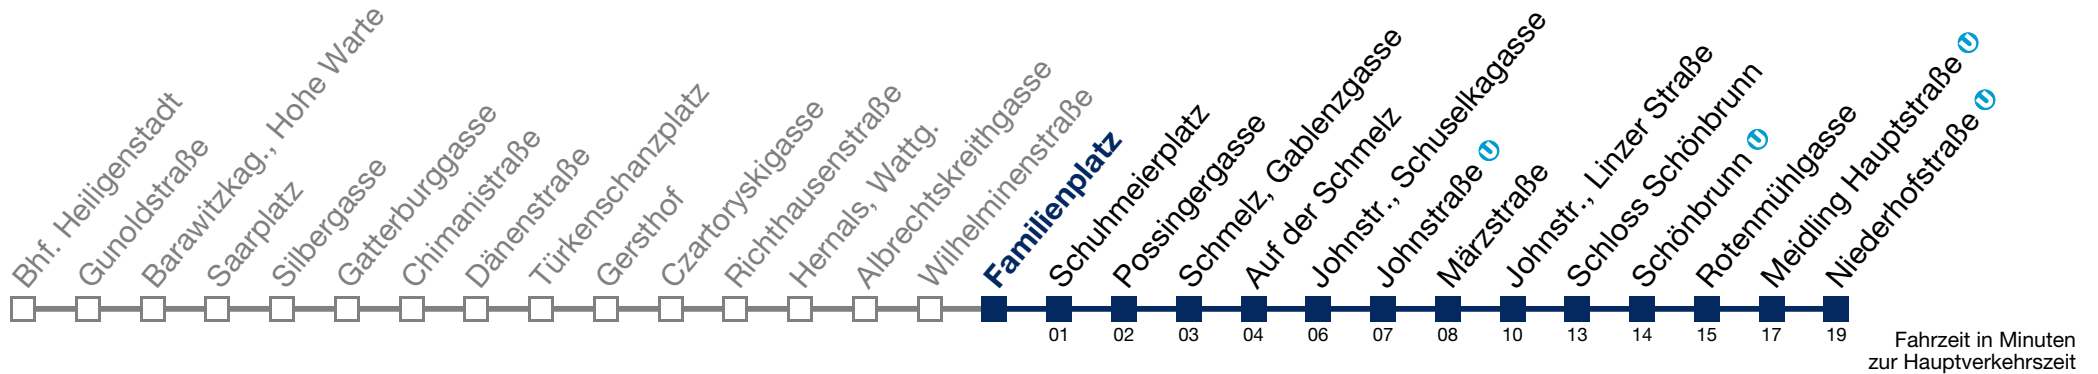 Bhf. Heiligenstadt
Gunoldstraße
Barawitzkag., Hohe Warte
Saarplatz
Silbergasse
Gatterburggasse
Chimanistraße
Dänenstraße
Türkenschanzplatz
Gersthof
Czartoryskigasse
Richthausenstraße
Hernals, Wattg.
Albrechtskreithgasse
Wilhelminenstraße
Familienplatz
Schuhmeierplatz
Possingergasse
Schmelz, Gablenzgasse
Auf der Schmelz
Johnstr., Schuselkagasse
Johnstraße U
Märzstraße
Johnstr., Linzer Straße
Schloss Schönbrunn
Schönbrunn U
Rotenmühlgasse
Meidling Hauptstraße U
Niederhofstraße U
01 02 03 04 06 07 08 10 13 14 15 17 19
Fahrzeit in Minuten
zur Hauptverkehrszeit